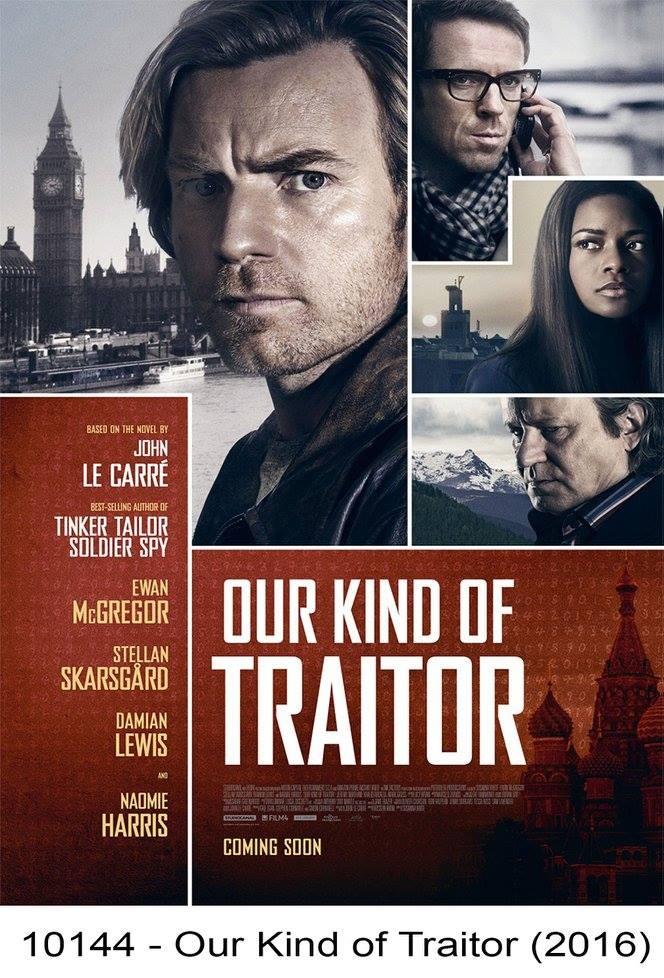 BASED ON THE NOVEL BY
JOHN
LE CARRÉ
BEST-SELLING AUTHOR OF
TINKER TAILOR
SOLDIER SPY
EWAN
McGREGOR
STELLAN
SKARSGÅRD
DAMIAN
LEWIS
AND
NAOMIE
HARRIS
OUR KIND OF
TRAITOR
STUDIOCANAL
FILM4
COMING SOON
10144 - Our Kind of Traitor (2016)